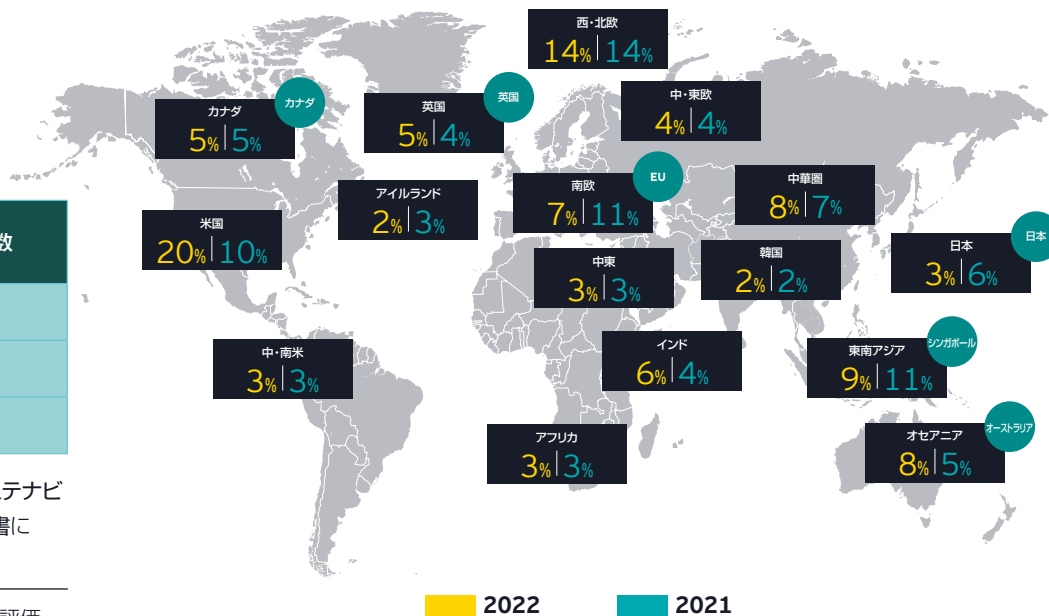 数
ステナビ
書に
評価
西・北欧
14% 14%
カナダ
カナダ
5% 5%
英国
英国
5% 4%
中・東欧
4% 4%
アイルランド
2% 3%
南欧
EU
7% 11%
中華圏
8% 7%
米国
20% 10%
中東
3% 3%
韓国
2% 2%
日本
日本
3% 6%
中・南米
3% 3%
インド
6% 4%
東南アジア
シンガポール
9% 11%
アフリカ
3% 3%
オセアニア
オーストラリア
8% 5%
2022
2021